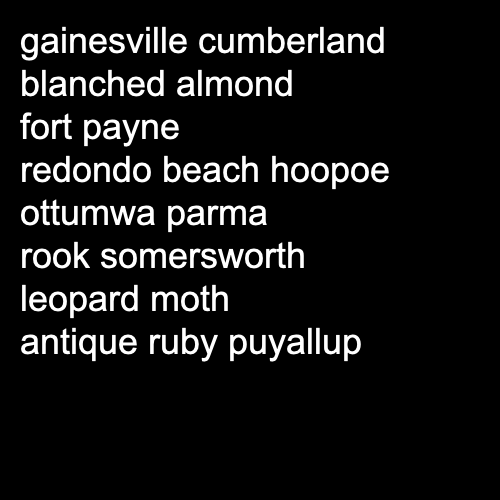 gainesville cumberland
blanched almond
fort payne
redondo beach hoopoe
ottumwa parma
rook somersworth
leopard moth
antique ruby puyallup